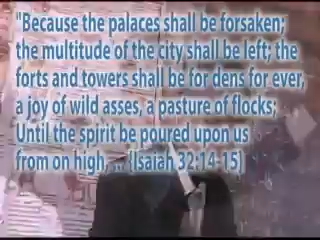 "Because the palaces shall be forsaken;
the multitude of the city shall be left; the
forts and towers shall be for dens for ever,
a joy of wild asses, a pasture of flocks;
Until the spirit be poured upon us
from on high, ... (Isaiah 32:14-15)